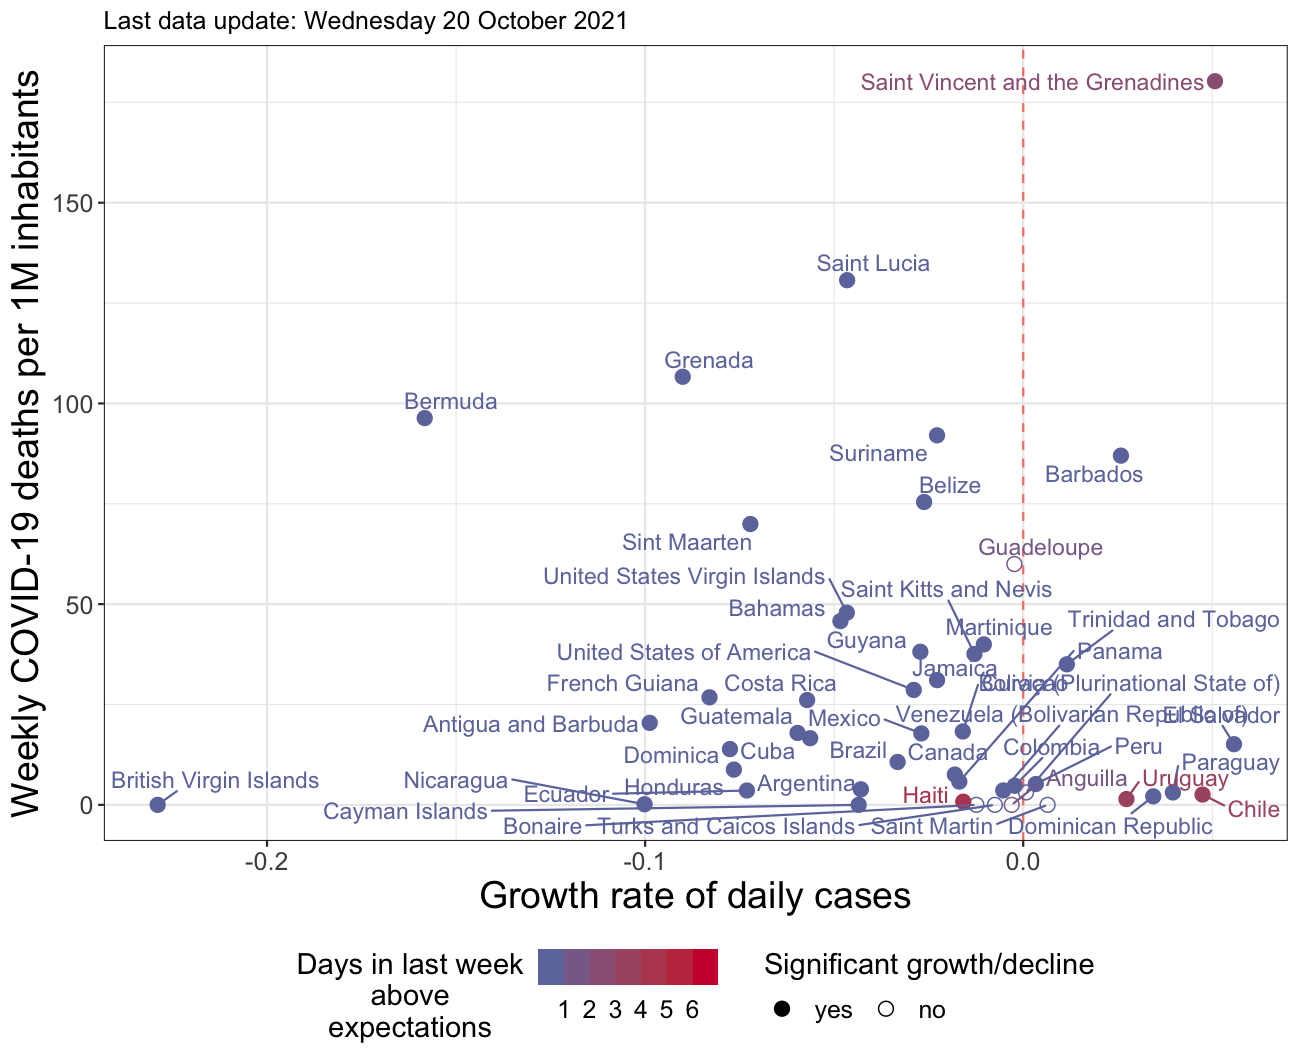 Last data update: Wednesday 20 October 2021
Weekly COVID-19 deaths per 1M inhabitants
150
100
50
0
Saint Vincent and the Grenadines
Saint Lucia
Grenada
Bermuda
Suriname
Barbados
Belize
Sint Maarten
Guadeloupe
United States Virgin Islands
Saint Kitts and Nevis
Bahamas
Trinidad and Tobago
Martinique
Guyana
United States of America
Panama
Jamaica
French Guiana
Costa Rica
Curacao
Bolivia (Plurinational State of)
Guatemala
Mexico
Venezuela (Bolivarian Republic of)
El Salvador
Antigua and Barbuda
Dominica
Cuba
Brazil
Canada
Colombia
Peru
Paraguay
British Virgin Islands
Nicaragua
Honduras
Argentina
Anguilla
Uruguay
Ecuador
Haiti
Cayman Islands
Chile
Bonaire
Turks and Caicos Islands
Saint Martin
Dominican Republic
-0.2
-0.1
0.0
Growth rate of daily cases
Days in last week
above
expectations
1 2 3 4 5 6
Significant growth/decline
yes
no